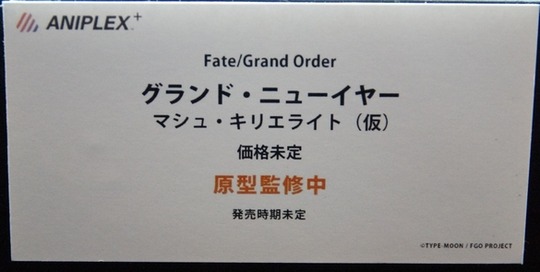 ANIPLEX+
Fate/Grand Order
グランド・ニューイヤー
マシュ・キリエライト（仮）
価格未定
原型監修中
発売時期未定
©TYPE-MOON / FGO PROJECT